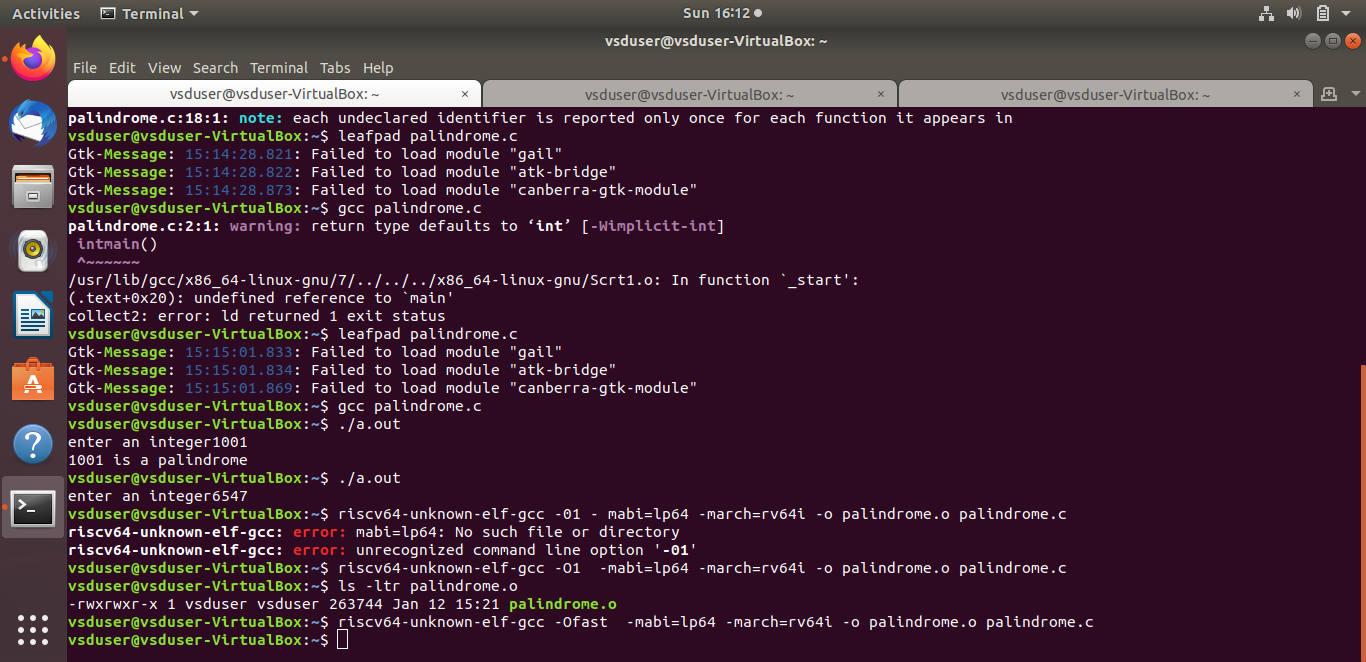 Activities Terminal Sun 16:12
vsduser@vsduser-VirtualBox: ~
File Edit View Search Terminal Tabs Help
vsduser@vsduser-VirtualBox: ~ × vsduser@vsduser-VirtualBox: ~ × vsduser@vsduser-VirtualBox: ~ ×
palindrome.c:18:1: note: each undeclared identifier is reported only once for each function it appears in
vsduser@vsduser-VirtualBox:~$ leafpad palindrome.c
Gtk-Message: 15:14:28.821: Failed to load module "gail"
Gtk-Message: 15:14:28.822: Failed to load module "atk-bridge"
Gtk-Message: 15:14:28.873: Failed to load module "canberra-gtk-module"
vsduser@vsduser-VirtualBox:~$ gcc palindrome.c
palindrome.c:2:1: warning: return type defaults to ‘int’ [-Wimplicit-int]
 intmain()
 ^~~~~~~
/usr/lib/gcc/x86_64-linux-gnu/7/../../../x86_64-linux-gnu/Scrt1.o: In function `_start':
(.text+0x20): undefined reference to `main'
collect2: error: ld returned 1 exit status
vsduser@vsduser-VirtualBox:~$ leafpad palindrome.c
Gtk-Message: 15:15:01.833: Failed to load module "gail"
Gtk-Message: 15:15:01.834: Failed to load module "atk-bridge"
Gtk-Message: 15:15:01.869: Failed to load module "canberra-gtk-module"
vsduser@vsduser-VirtualBox:~$ gcc palindrome.c
vsduser@vsduser-VirtualBox:~$ ./a.out
enter an integer1001
1001 is a palindrome
vsduser@vsduser-VirtualBox:~$ ./a.out
enter an integer6547
vsduser@vsduser-VirtualBox:~$ riscv64-unknown-elf-gcc -01 - mabi=lp64 -march=rv64i -o palindrome.o palindrome.c
riscv64-unknown-elf-gcc: error: mabi=lp64: No such file or directory
riscv64-unknown-elf-gcc: error: unrecognized command line option '-01'
vsduser@vsduser-VirtualBox:~$ riscv64-unknown-elf-gcc -O1  -mabi=lp64 -march=rv64i -o palindrome.o palindrome.c
vsduser@vsduser-VirtualBox:~$ ls -ltr palindrome.o
-rwxrwxr-x 1 vsduser vsduser 263744 Jan 12 15:21 palindrome.o
vsduser@vsduser-VirtualBox:~$ riscv64-unknown-elf-gcc -Ofast  -mabi=lp64 -march=rv64i -o palindrome.o palindrome.c
vsduser@vsduser-VirtualBox:~$